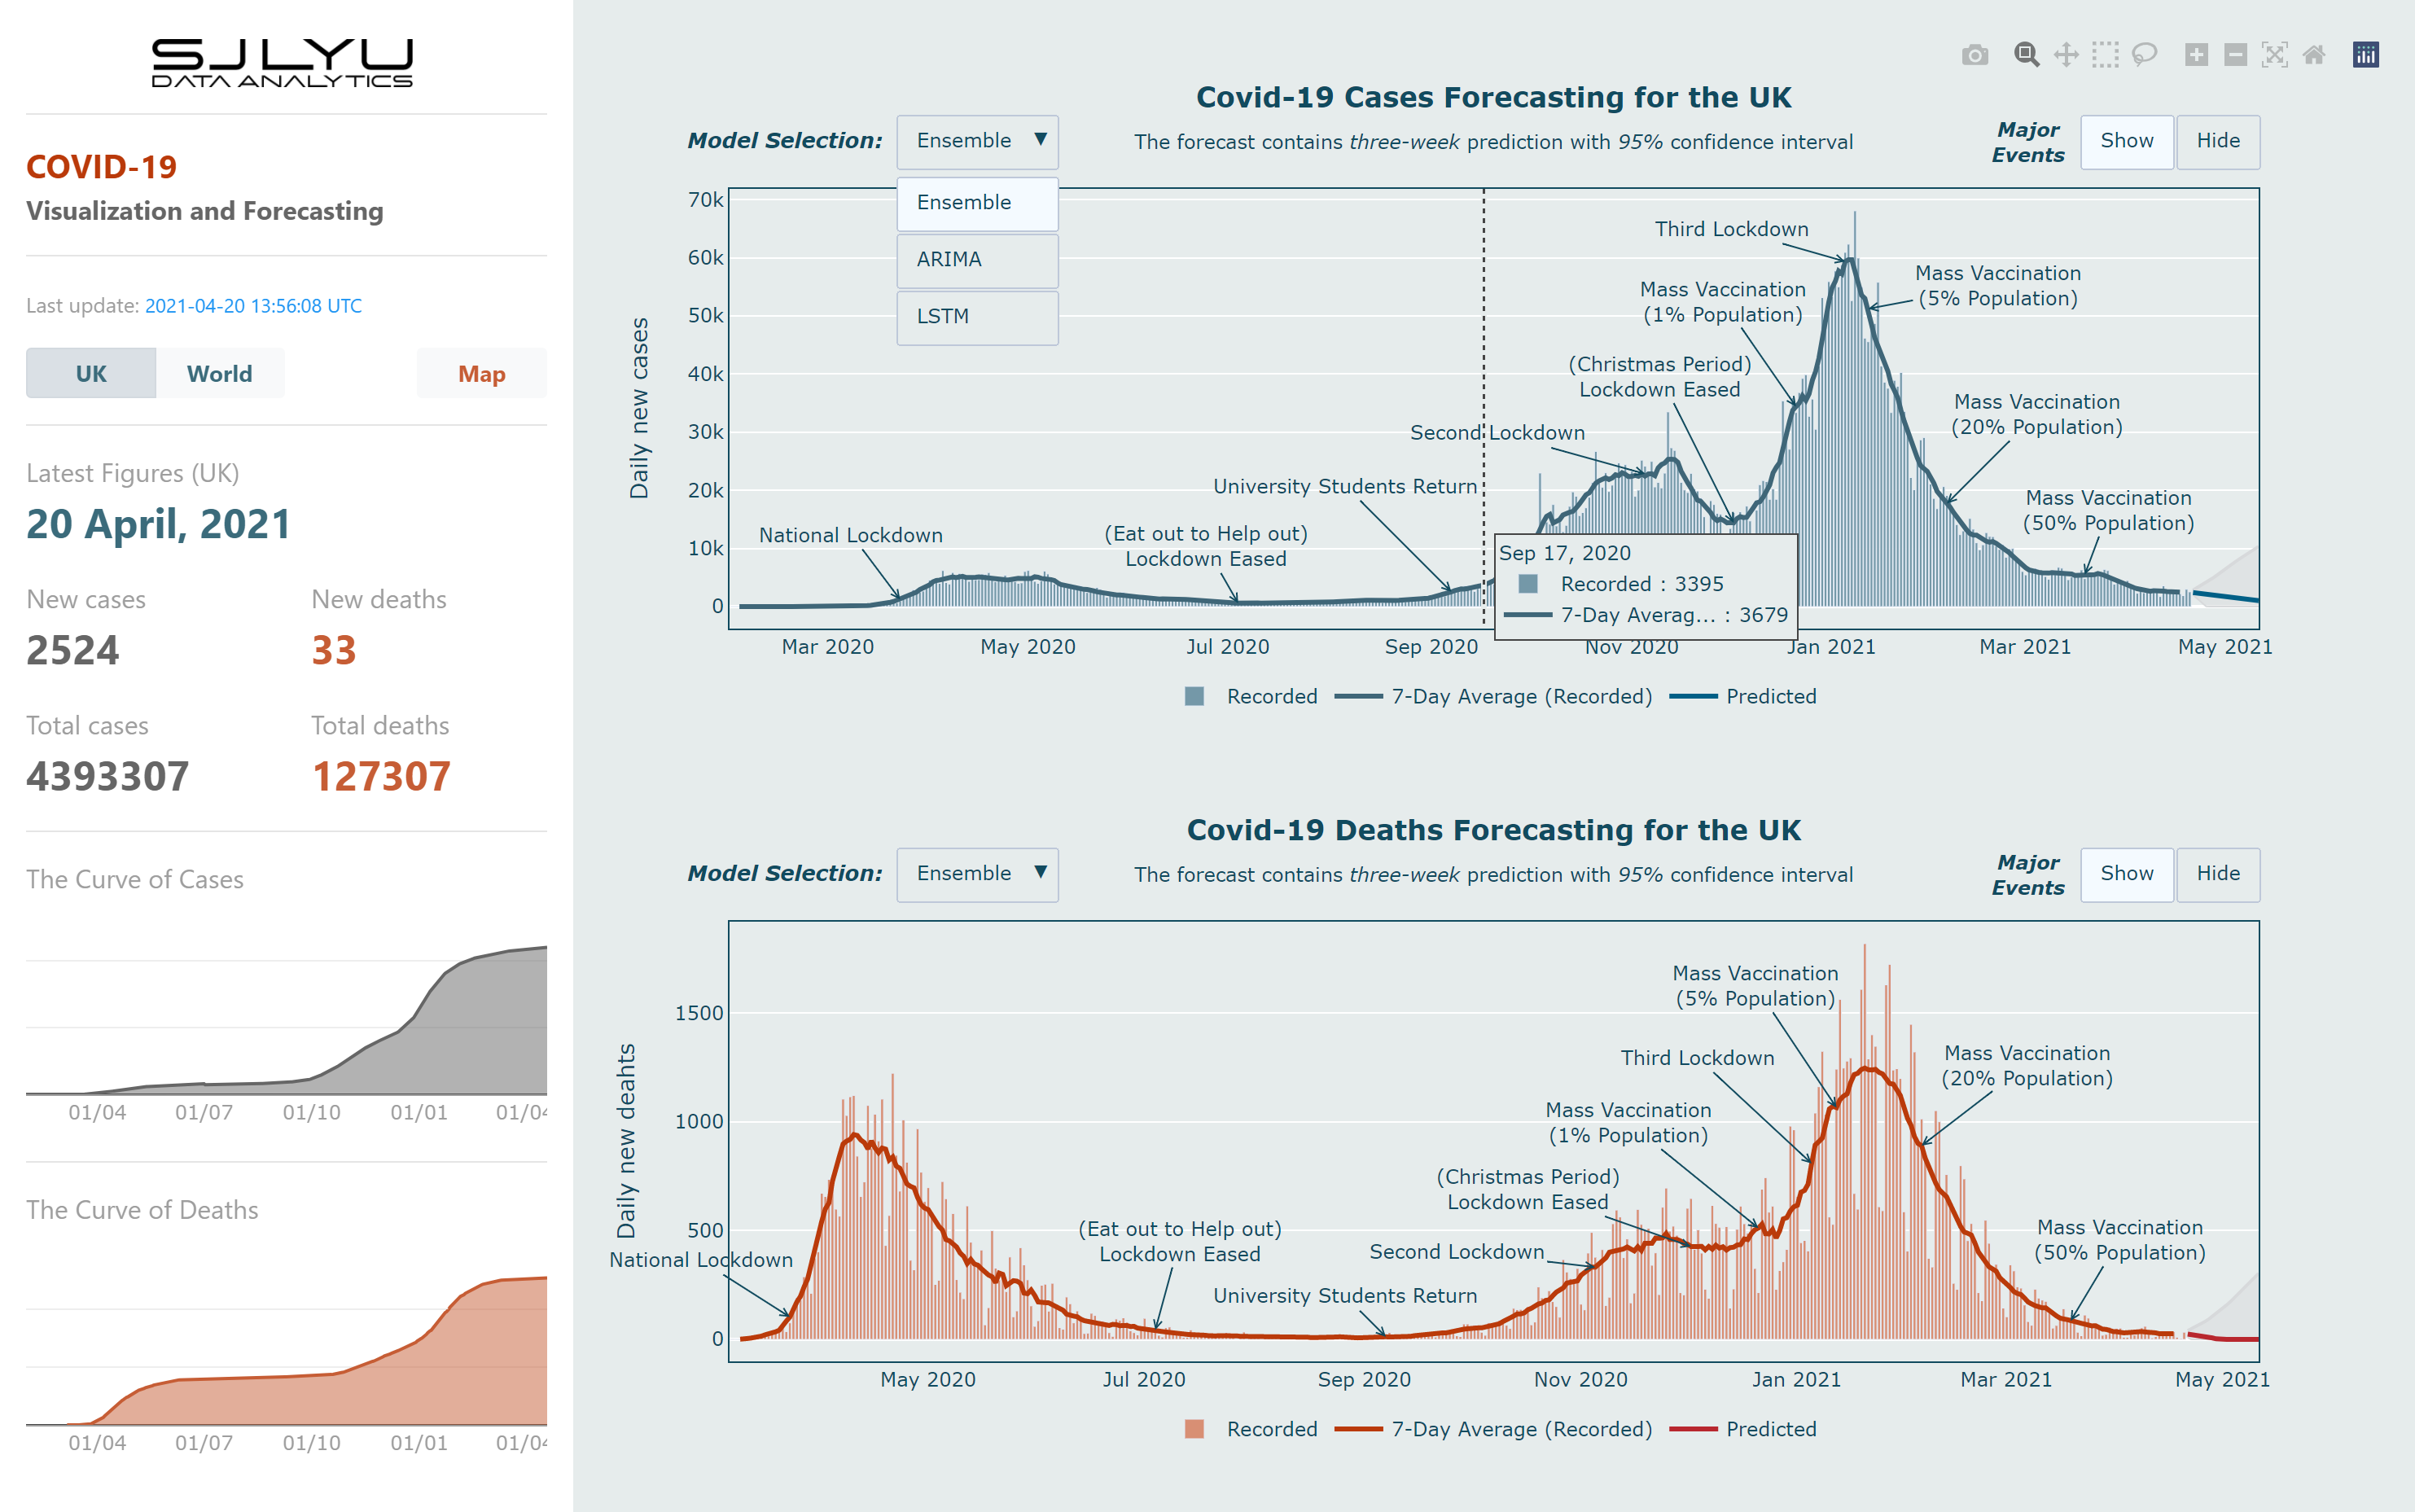 SJLYU
DATA ANALYTICS
COVID-19
Visualization and Forecasting
Last update: 2021-04-20 13:56:08 UTC
UK
World
Map
Latest Figures (UK)
20 April, 2021
New cases
New deaths
2524
33
Total cases
Total deaths
4393307
127307
The Curve of Cases
01/04
01/07
01/10
01/01
01/04
The Curve of Deaths
01/04
01/07
01/10
01/01
01/04
Covid-19 Cases Forecasting for the UK
Model Selection:
Ensemble ▼
The forecast contains three-week prediction with 95% confidence interval
Major
Events
Show
Hide
Ensemble
ARIMA
LSTM
Daily new cases
70k
60k
50k
40k
30k
20k
10k
0
National Lockdown
(Eat out to Help out)
Lockdown Eased
University Students Return
Second Lockdown
(Christmas Period)
Lockdown Eased
Mass Vaccination
(1% Population)
Third Lockdown
Mass Vaccination
(5% Population)
Mass Vaccination
(20% Population)
Mass Vaccination
(50% Population)
Sep 17, 2020
Recorded : 3395
7-Day Averag... : 3679
Mar 2020
May 2020
Jul 2020
Sep 2020
Nov 2020
Jan 2021
Mar 2021
May 2021
Recorded
7-Day Average (Recorded)
Predicted
Covid-19 Deaths Forecasting for the UK
Model Selection:
Ensemble ▼
The forecast contains three-week prediction with 95% confidence interval
Major
Events
Show
Hide
Daily new deahts
1500
1000
500
0
National Lockdown
(Eat out to Help out)
Lockdown Eased
University Students Return
Second Lockdown
(Christmas Period)
Lockdown Eased
Mass Vaccination
(1% Population)
Third Lockdown
Mass Vaccination
(5% Population)
Mass Vaccination
(20% Population)
Mass Vaccination
(50% Population)
May 2020
Jul 2020
Sep 2020
Nov 2020
Jan 2021
Mar 2021
May 2021
Recorded
7-Day Average (Recorded)
Predicted